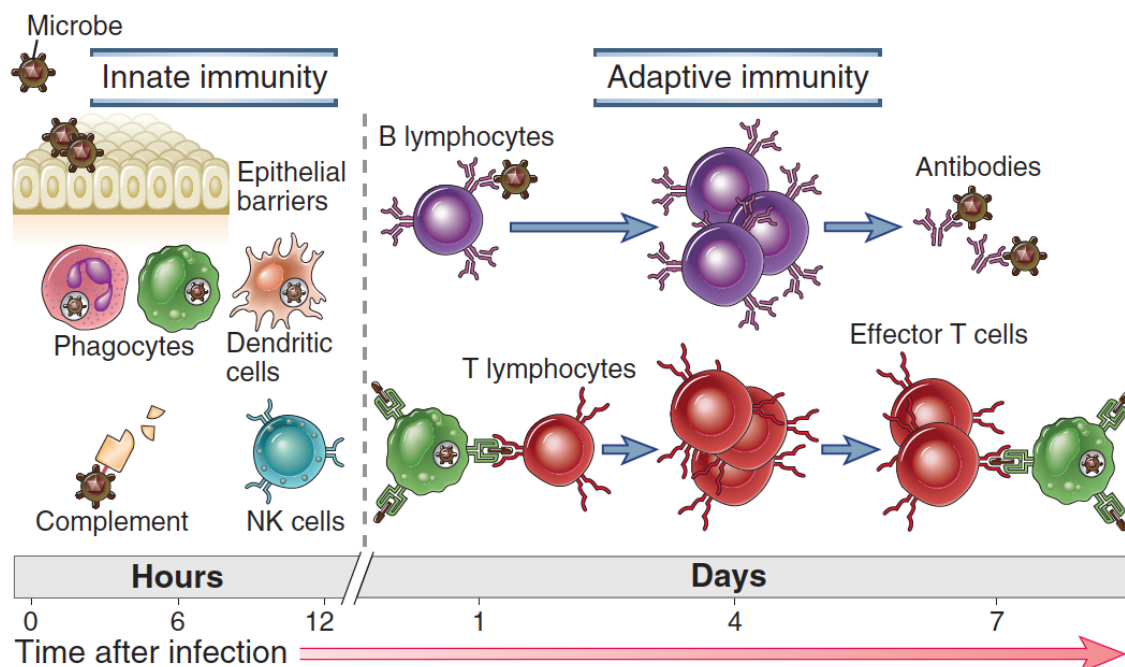 Microbe
Innate immunity
Adaptive immunity
Epithelial
barriers
B lymphocytes
Antibodies
Phagocytes
Dendritic
cells
T lymphocytes
Effector T cells
Complement
NK cells
Hours
Days
0 6 12 1 4 7
Time after infection